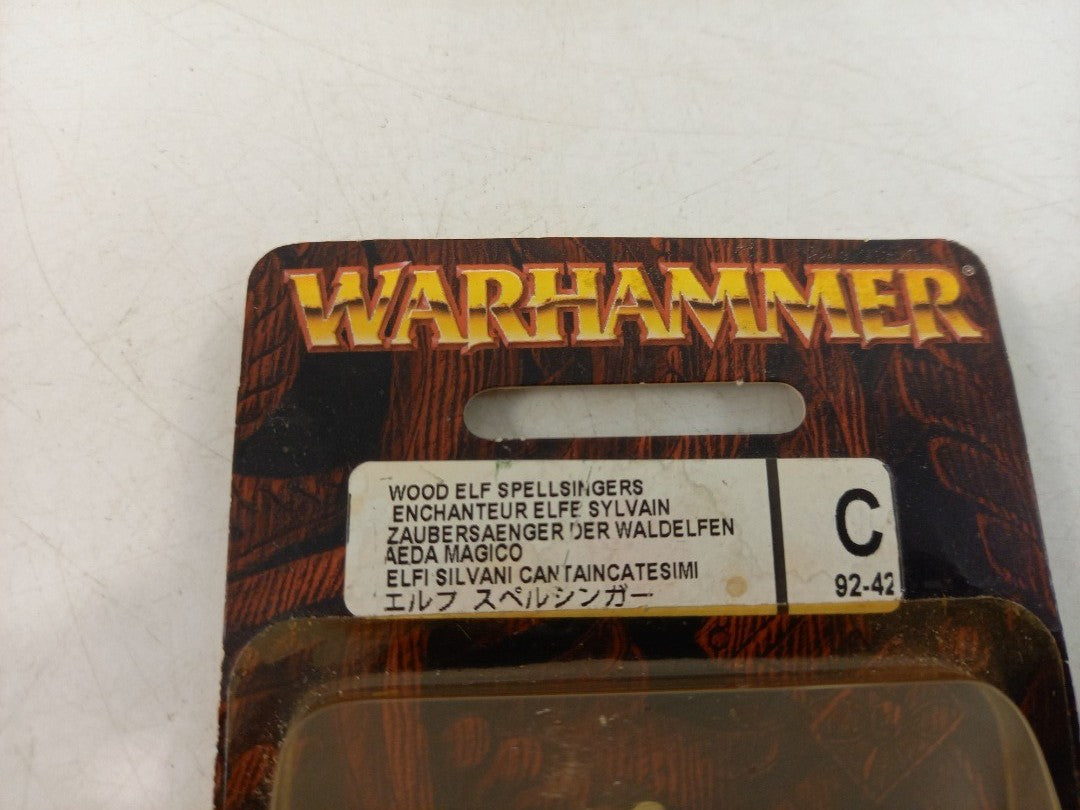 WARHAMMER®
WOOD ELF SPELLSINGERS
ENCHANTEUR ELFE SYLVAIN
ZAUBERSAENGER DER WALDELFEN
AEDA MAGICO
ELFI SILVANI CANTAINCATESIMI
エルフ スペルシンガー
C
92-42